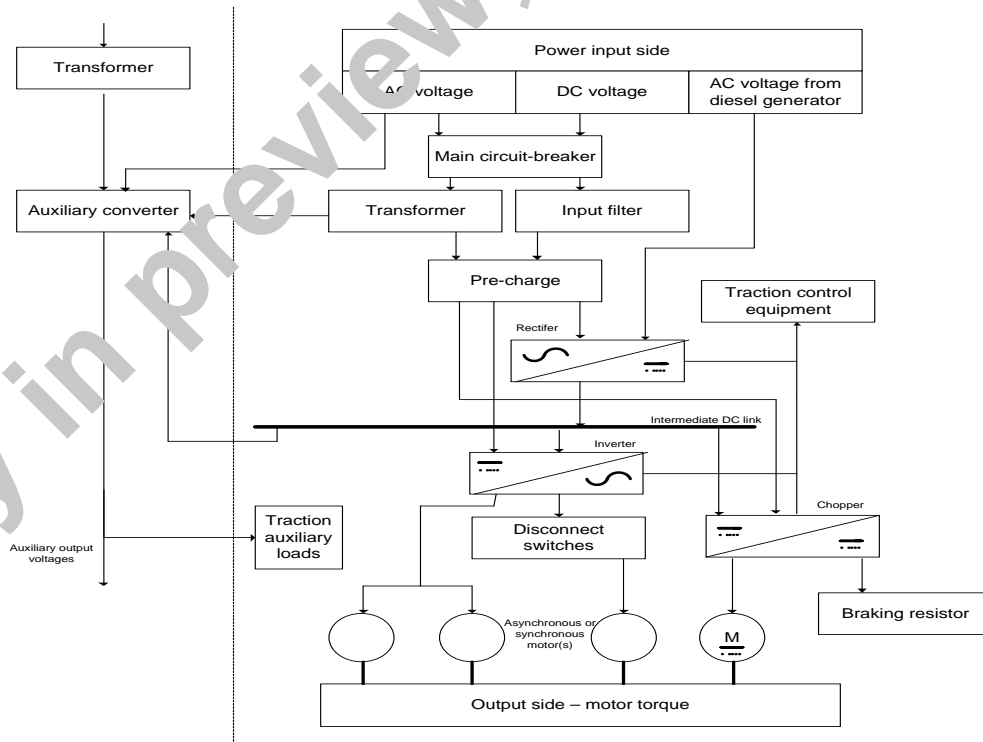 Transformer
Power input side
AC voltage
DC voltage
AC voltage from
diesel generator
Main circuit-breaker
Auxiliary converter
Transformer
Input filter
Pre-charge
Traction control
equipment
Rectifer
Intermediate DC link
Inverter
Chopper
Traction
auxiliary
loads
Disconnect
switches
Auxiliary output
voltages
Braking resistor
Asynchronous or
synchronous
motor(s)
M
Output side – motor torque
in preview